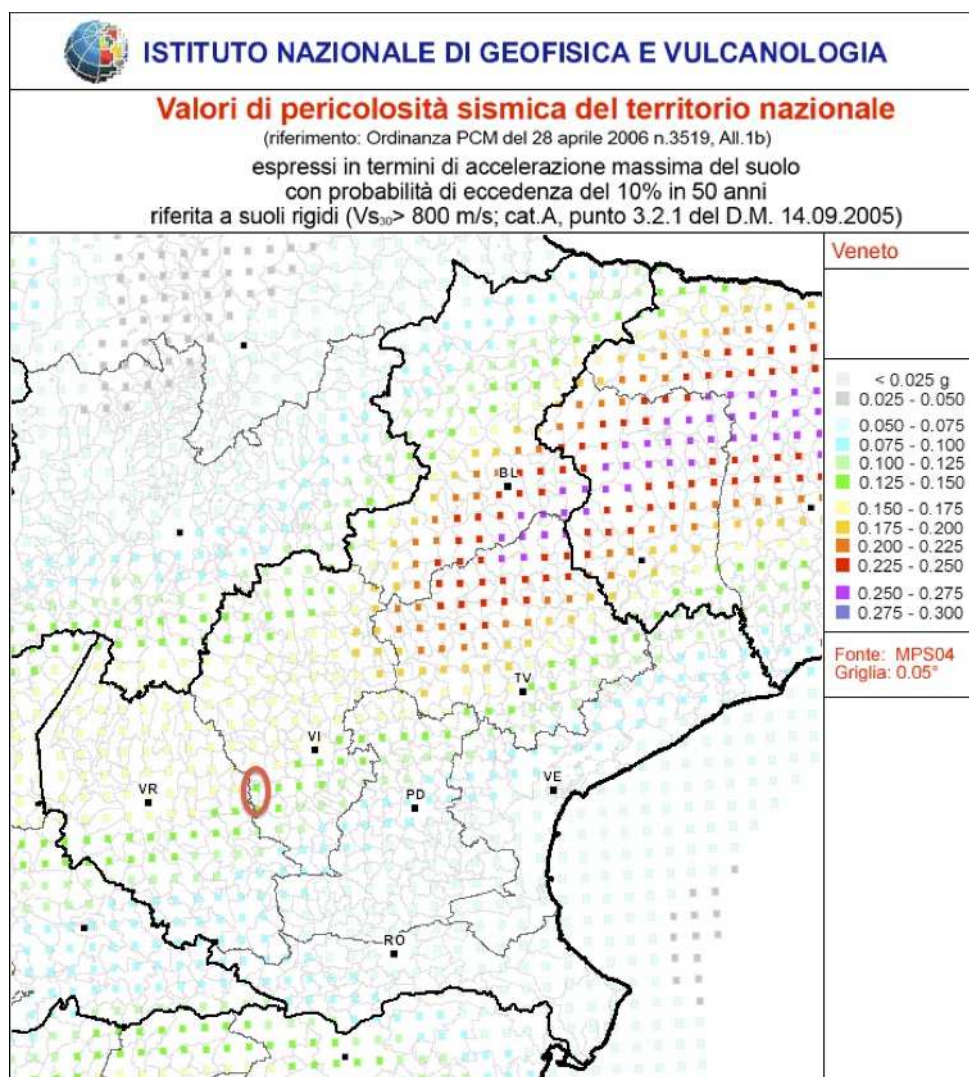 ISTITUTO NAZIONALE DI GEOFISICA E VULCANOLOGIA
Valori di pericolosità sismica del territorio nazionale
(riferimento: Ordinanza PCM del 28 aprile 2006 n.3519, All.1b)
espressi in termini di accelerazione massima del suolo
con probabilità di eccedenza del 10% in 50 anni
riferita a suoli rigidi (Vs₃₀> 800 m/s; cat.A, punto 3.2.1 del D.M. 14.09.2005)
Veneto
< 0.025 g
0.025 - 0.050
0.050 - 0.075
0.075 - 0.100
0.100 - 0.125
0.125 - 0.150
0.150 - 0.175
0.175 - 0.200
0.200 - 0.225
0.225 - 0.250
0.250 - 0.275
0.275 - 0.300
Fonte: MPS04
Griglia: 0.05°
BL
TV
VI
VE
VR
PD
RO